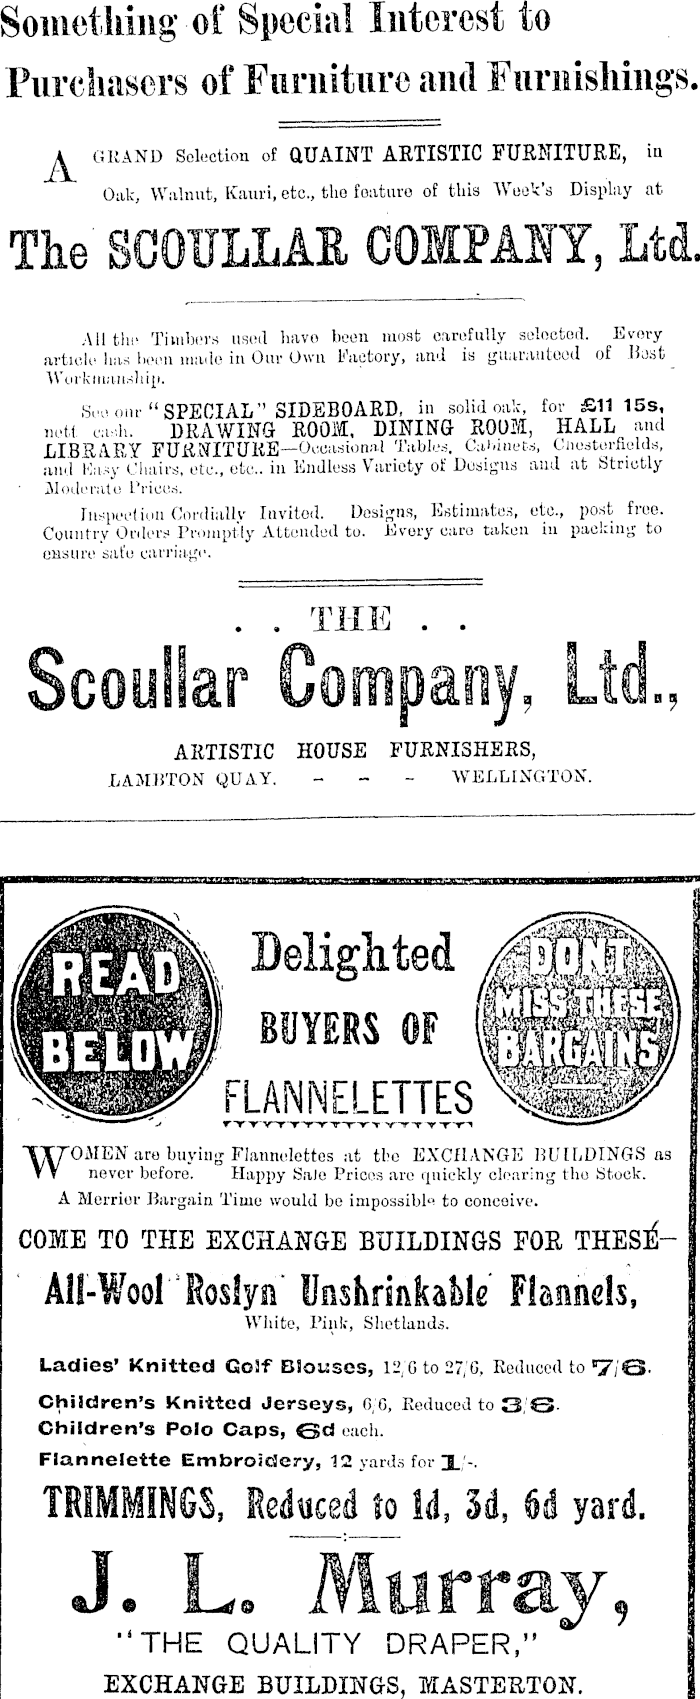 Something of Special Interest to
Purchasers of Furniture and Furnishings.
A GRAND Selection of QUAINT ARTISTIC FURNITURE, in
Oak, Walnut, Kauri, etc., the feature of this Week's Display at
The SCOULLAR COMPANY, Ltd.
All the Timbers used have been most carefully selected. Every
article has been made in Our Own Factory, and is guaranteed of Best
Workmanship.
See our "SPECIAL" SIDEBOARD, in solid oak, for £11 15s,
nett cash. DRAWING ROOM, DINING ROOM, HALL and
LIBRARY FURNITURE—Occasional Tables, Cabinets, Chesterfields,
and Easy Chairs, etc., etc.. in Endless Variety of Designs and at Strictly
Moderate Prices.
Inspection Cordially Invited. Designs, Estimates, etc., post free.
Country Orders Promptly Attended to. Every care taken in packing to
ensure safe carriage.
. . THE . .
Scoullar Company, Ltd.,
ARTISTIC HOUSE FURNISHERS,
LAMBTON QUAY. - - - WELLINGTON.
READ
BELOW
Delighted
BUYERS OF
FLANNELETTES
DON'T
MISS THESE
BARGAINS
WOMEN are buying Flannelettes at the EXCHANGE BUILDINGS as
never before. Happy Sale Prices are quickly clearing the Stock.
A Merrier Bargain Time would be impossible to conceive.
COME TO THE EXCHANGE BUILDINGS FOR THESE—
All-Wool 'Roslyn' Unshrinkable Flannels,
White, Pink, Shetlands.
Ladies' Knitted Golf Blouses, 12/6 to 27/6, Reduced to 7/6.
Children's Knitted Jerseys, 6/6, Reduced to 3/6.
Children's Polo Caps, 6d each.
Flannelette Embroidery, 12 yards for 1/-.
TRIMMINGS, Reduced to 1d, 3d, 6d yard.
J. L. Murray,
"THE QUALITY DRAPER,"
EXCHANGE BUILDINGS, MASTERTON.